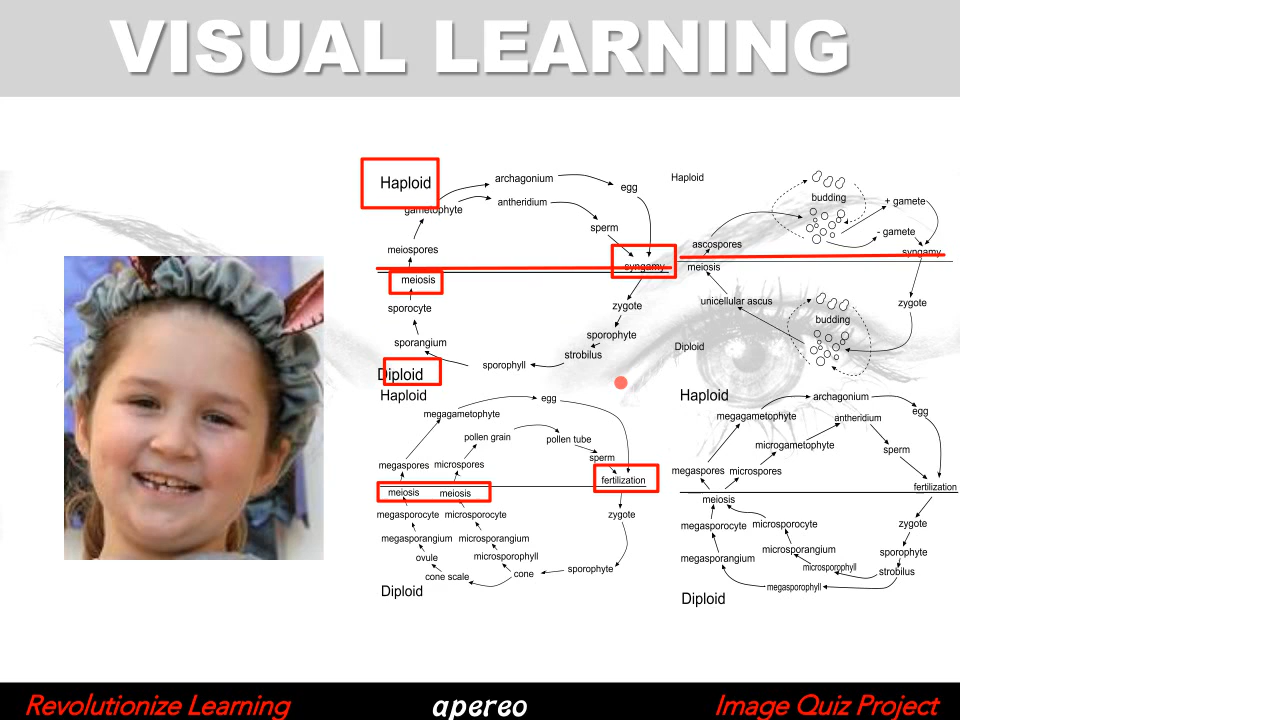 VISUAL LEARNING
Haploid
archagonium
egg
gametophyte
antheridium
sperm
meiospores
syngamy
meiosis
sporocyte
zygote
sporangium
sporophyte
strobilus
sporophyll
Diploid
Haploid
budding
+ gamete
- gamete
ascospores
syngamy
meiosis
unicellular ascus
zygote
budding
Diploid
Haploid
egg
megagametophyte
pollen grain
pollen tube
sperm
megaspores
microspores
fertilization
meiosis
meiosis
megasporocyte
microsporocyte
zygote
megasporangium
microsporangium
ovule
microsporophyll
cone scale
cone
sporophyte
Diploid
Haploid
archagonium
egg
megagametophyte
antheridium
microgametophyte
sperm
megaspores
microspores
fertilization
meiosis
megasporocyte
microsporocyte
zygote
microsporangium
sporophyte
megasporangium
microsporophyll
strobilus
megasporophyll
Diploid
Revolutionize Learning
apereo
Image Quiz Project